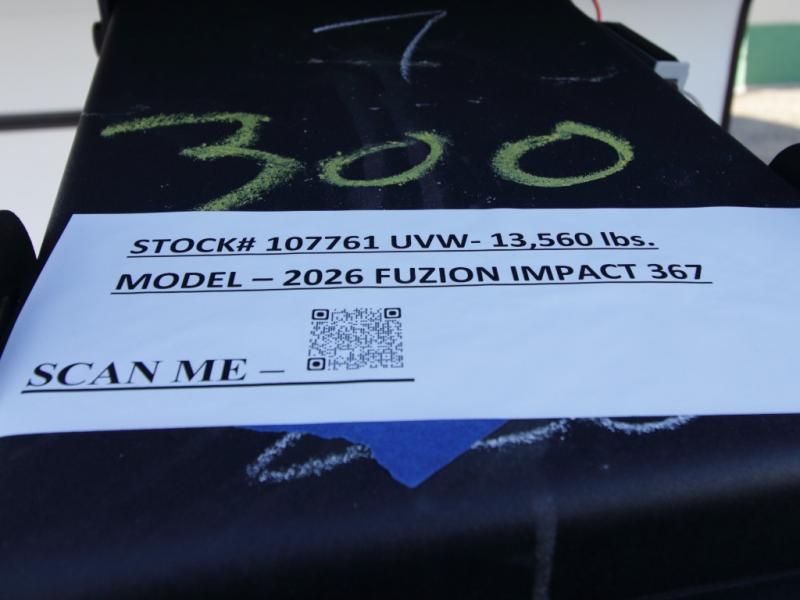 7
300
STOCK# 107761 UVW- 13,560 lbs.
MODEL – 2026 FUZION IMPACT 367
SCAN ME –